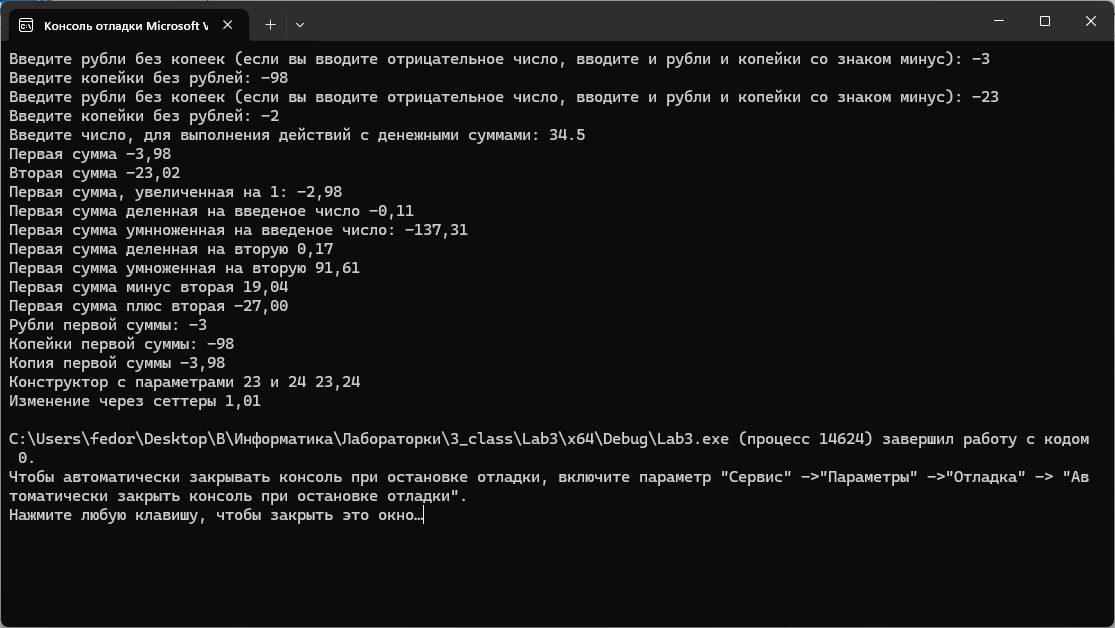 Консоль отладки Microsoft V
Введите рубли без копеек (если вы вводите отрицательное число, вводите и рубли и копейки со знаком минус): -3
Введите копейки без рублей: -98
Введите рубли без копеек (если вы вводите отрицательное число, вводите и рубли и копейки со знаком минус): -23
Введите копейки без рублей: -2
Введите число, для выполнения действий с денежными суммами: 34.5
Первая сумма -3,98
Вторая сумма -23,02
Первая сумма, увеличенная на 1: -2,98
Первая сумма деленная на введеное число -0,11
Первая сумма умнноженная на введеное число: -137,31
Первая сумма деленная на вторую 0,17
Первая сумма умноженная на вторую 91,61
Первая сумма минус вторая 19,04
Первая сумма плюс вторая -27,00
Рубли первой суммы: -3
Копейки первой суммы: -98
Копия первой суммы -3,98
Конструктор с параметрами 23 и 24 23,24
Изменение через сеттеры 1,01
C:\Users\fedor\Desktop\В\Информатика\Лабораторки\3_class\Lab3\x64\Debug\Lab3.exe (процесс 14624) завершил работу с кодом
0.
Чтобы автоматически закрывать консоль при остановке отладки, включите параметр "Сервис" ->"Параметры" ->"Отладка" -> "Ав
томатически закрыть консоль при остановке отладки".
Нажмите любую клавишу, чтобы закрыть это окно…